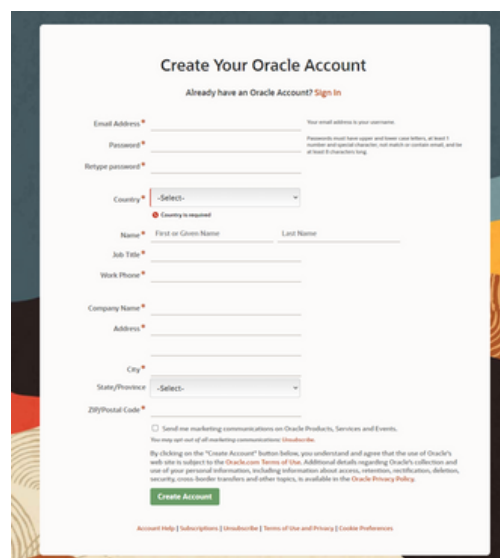 Create Your Oracle Account
Already have an Oracle Account? Sign In
Email Address *
Your email address is your username.
Password *
Passwords must have upper and lower case letters, at least 1
number and special character, not match or contain email, and be
at least 8 characters long.
Retype password *
Country * -Select-
Country is required
Name * First or Given Name Last Name
Job Title *
Work Phone *
Company Name *
Address *
City *
State/Province -Select-
ZIP/Postal Code *
Send me marketing communications on Oracle Products, Services and Events.
You may opt out of all marketing communications: Unsubscribe.
By clicking on the "Create Account" button below, you understand and agree that the use of Oracle's
web site is subject to the Oracle.com Terms of Use. Additional details regarding Oracle's collection and
use of your personal information, including information about access, retention, rectification, deletion,
security, cross-border transfers and other topics, is available in the Oracle Privacy Policy.
Create Account
Account Help | Subscriptions | Unsubscribe | Terms of Use and Privacy | Cookie Preferences